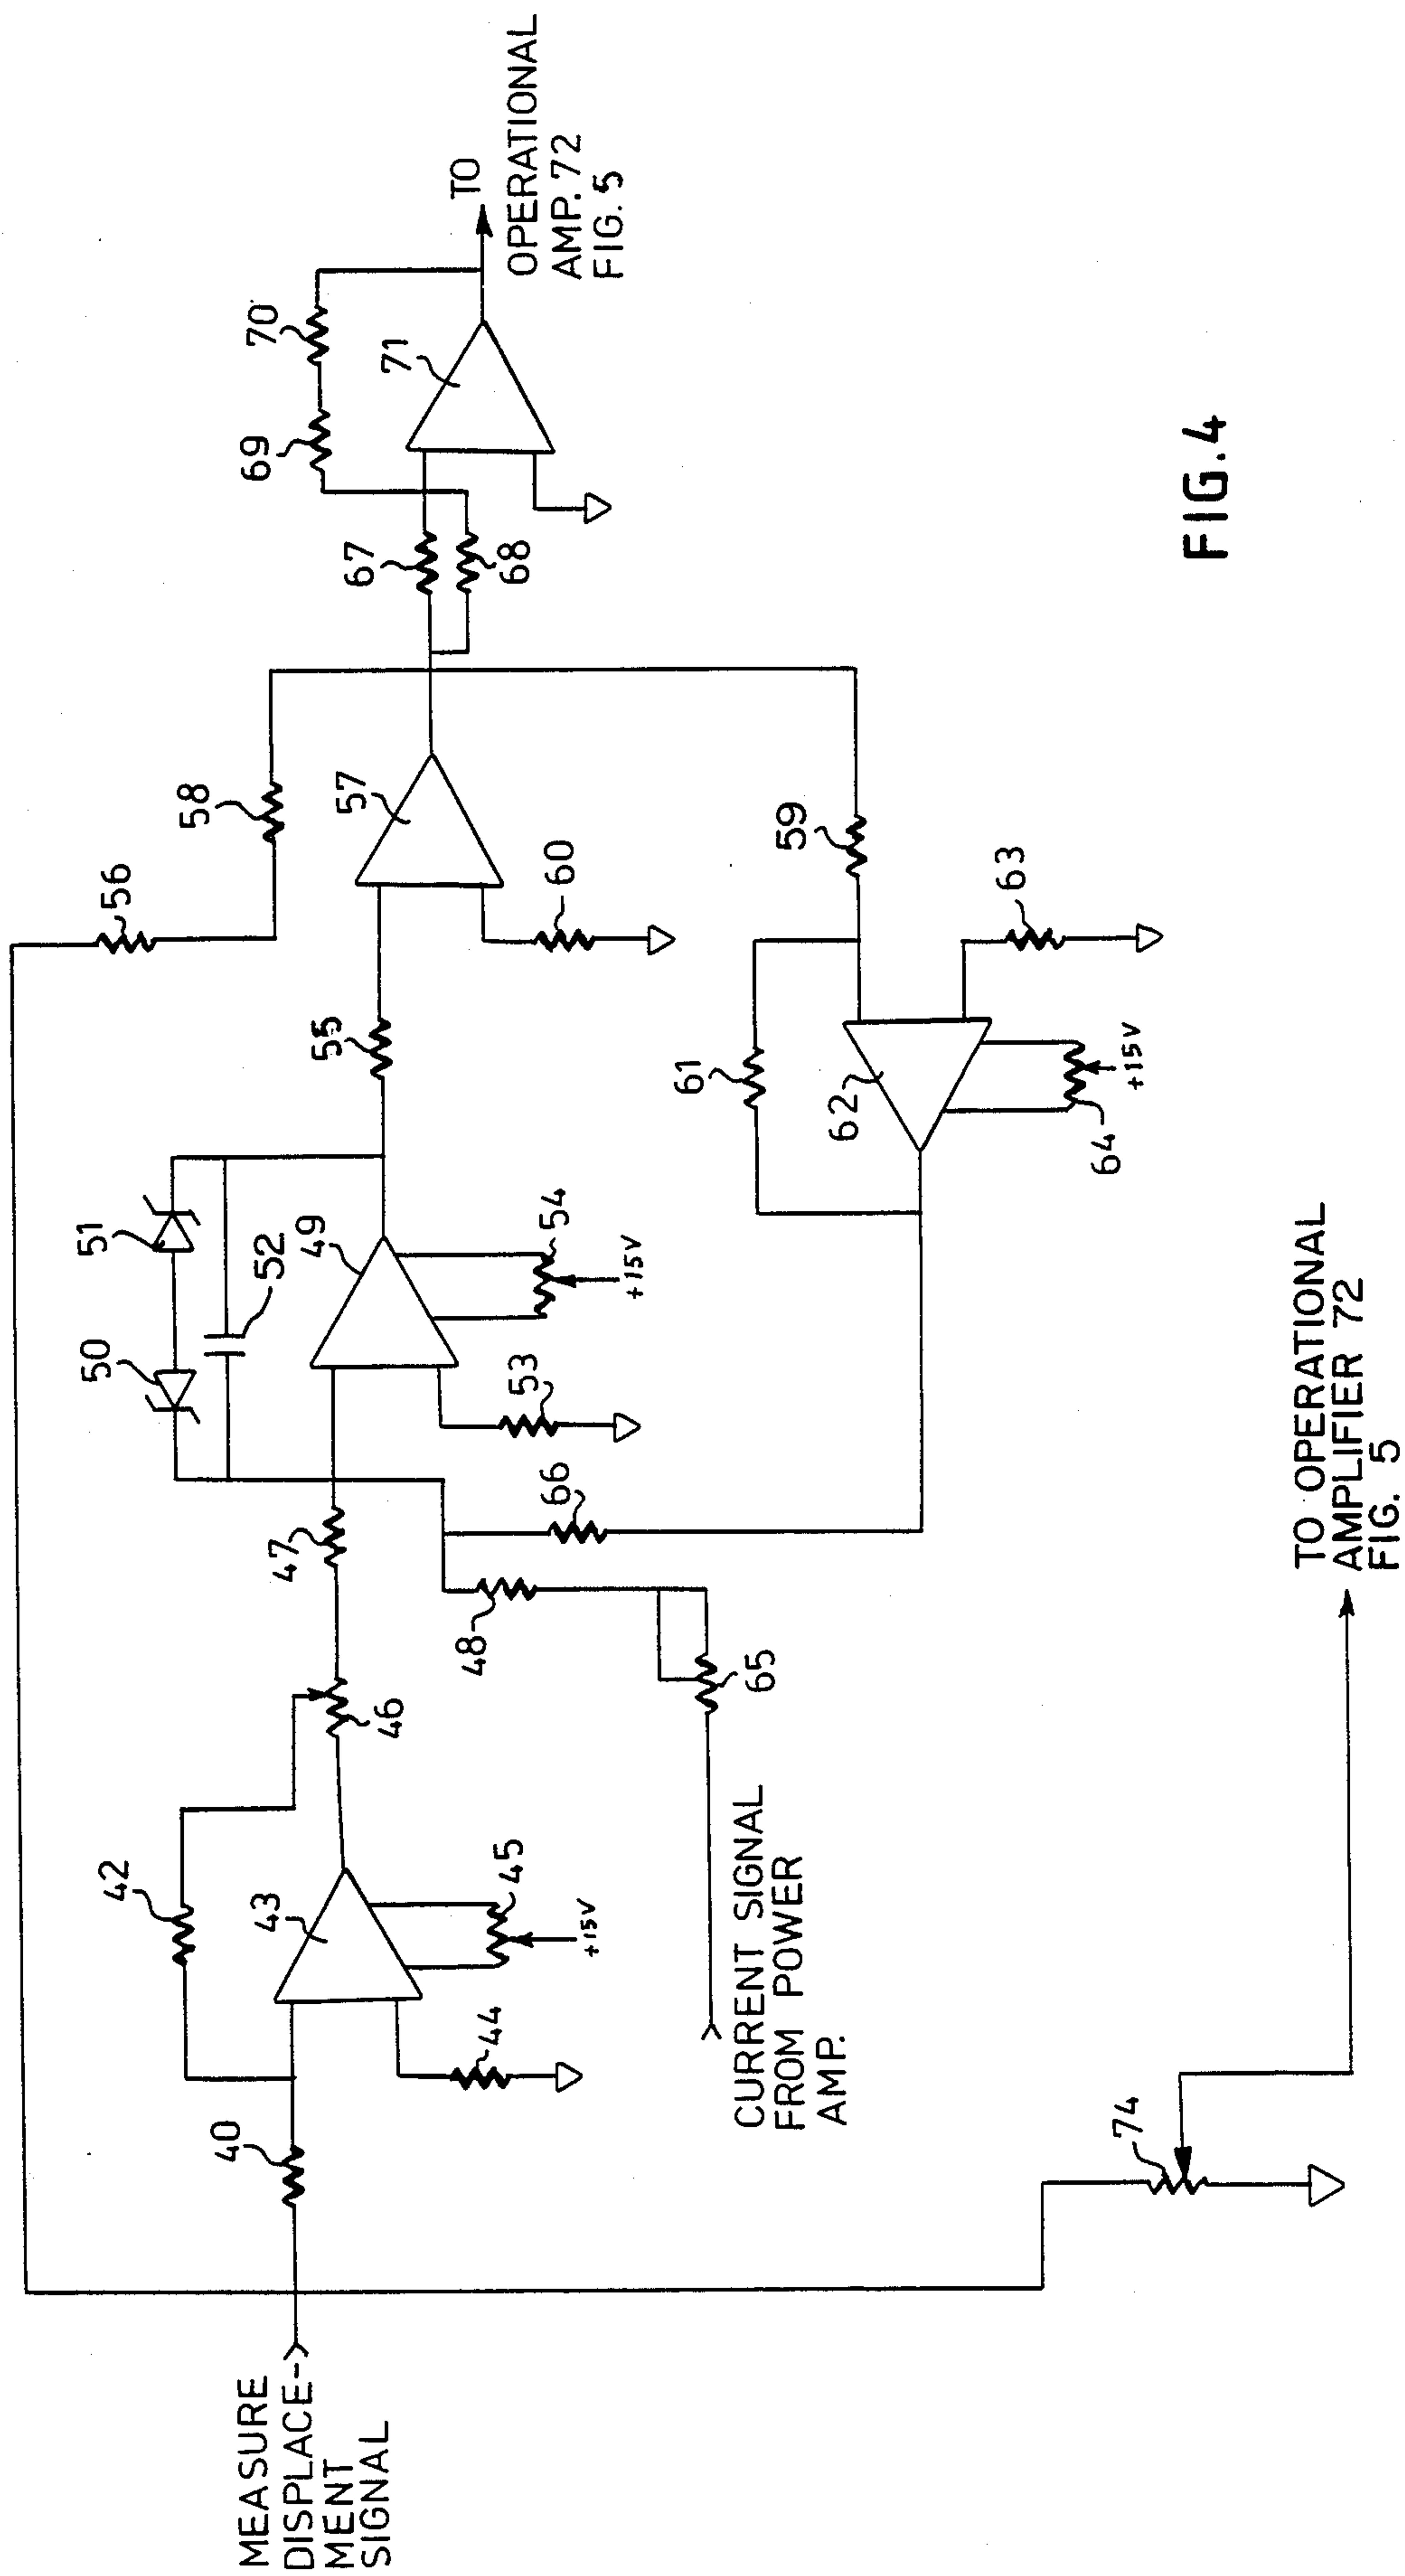 MEASURE
DISPLACE-
MENT
SIGNAL
40
42
43
44
45
+15V
46
47
48
CURRENT SIGNAL
FROM POWER
AMP.
65
66
50
51
52
49
53
54
+15V
55
56
58
57
60
59
61
62
63
64
+15V
67
68
69
70
71
TO
OPERATIONAL
AMP. 72
FIG. 5
74
TO OPERATIONAL
AMPLIFIER 72
FIG. 5
FIG. 4